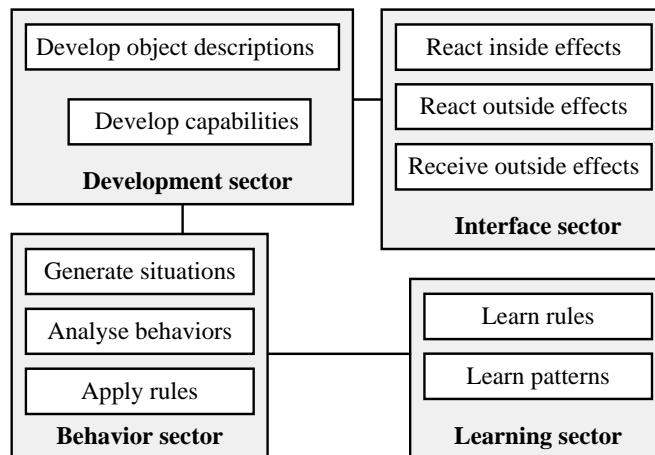 Develop object descriptions
Develop capabilities
Development sector
React inside effects
React outside effects
Receive outside effects
Interface sector
Generate situations
Analyse behaviors
Apply rules
Behavior sector
Learn rules
Learn patterns
Learning sector